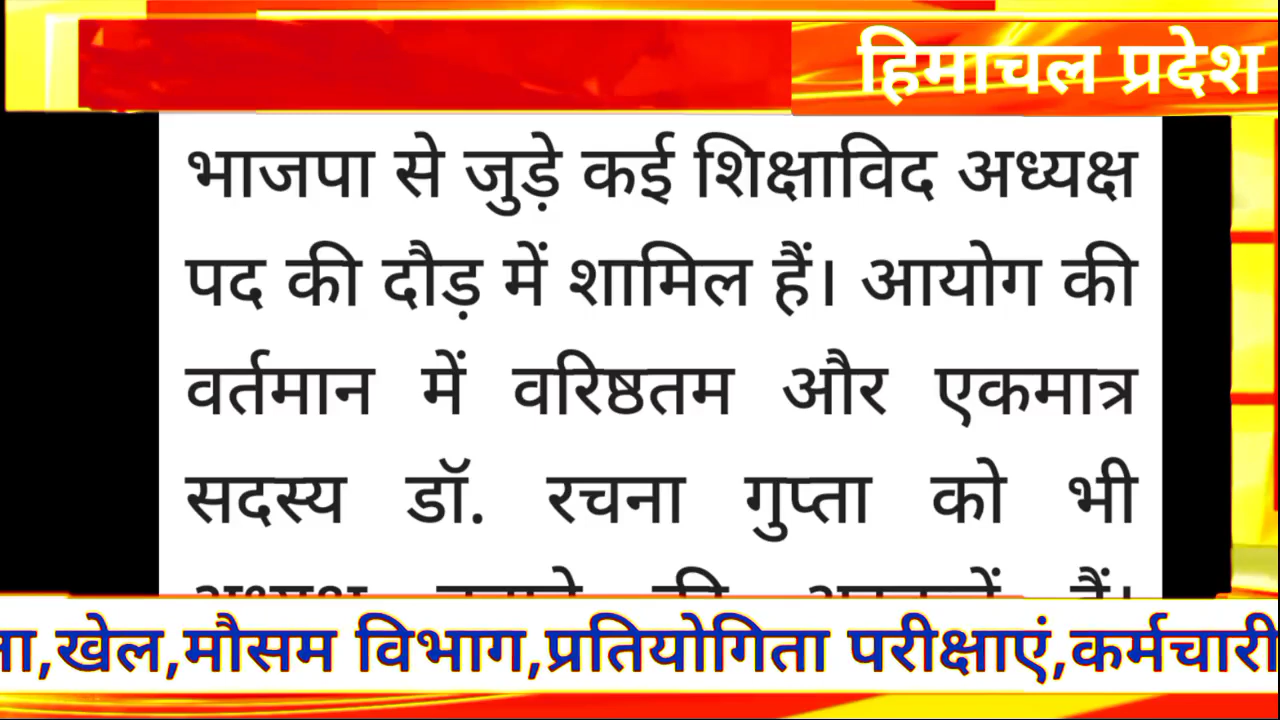 हिमाचल प्रदेश
भाजपा से जुड़े कई शिक्षाविद अध्यक्ष
पद की दौड़ में शामिल हैं। आयोग की
वर्तमान में वरिष्ठतम और एकमात्र
सदस्य डॉ. रचना गुप्ता को भी
,खेल,मौसम विभाग,प्रतियोगिता परीक्षाएं,कर्मचारी